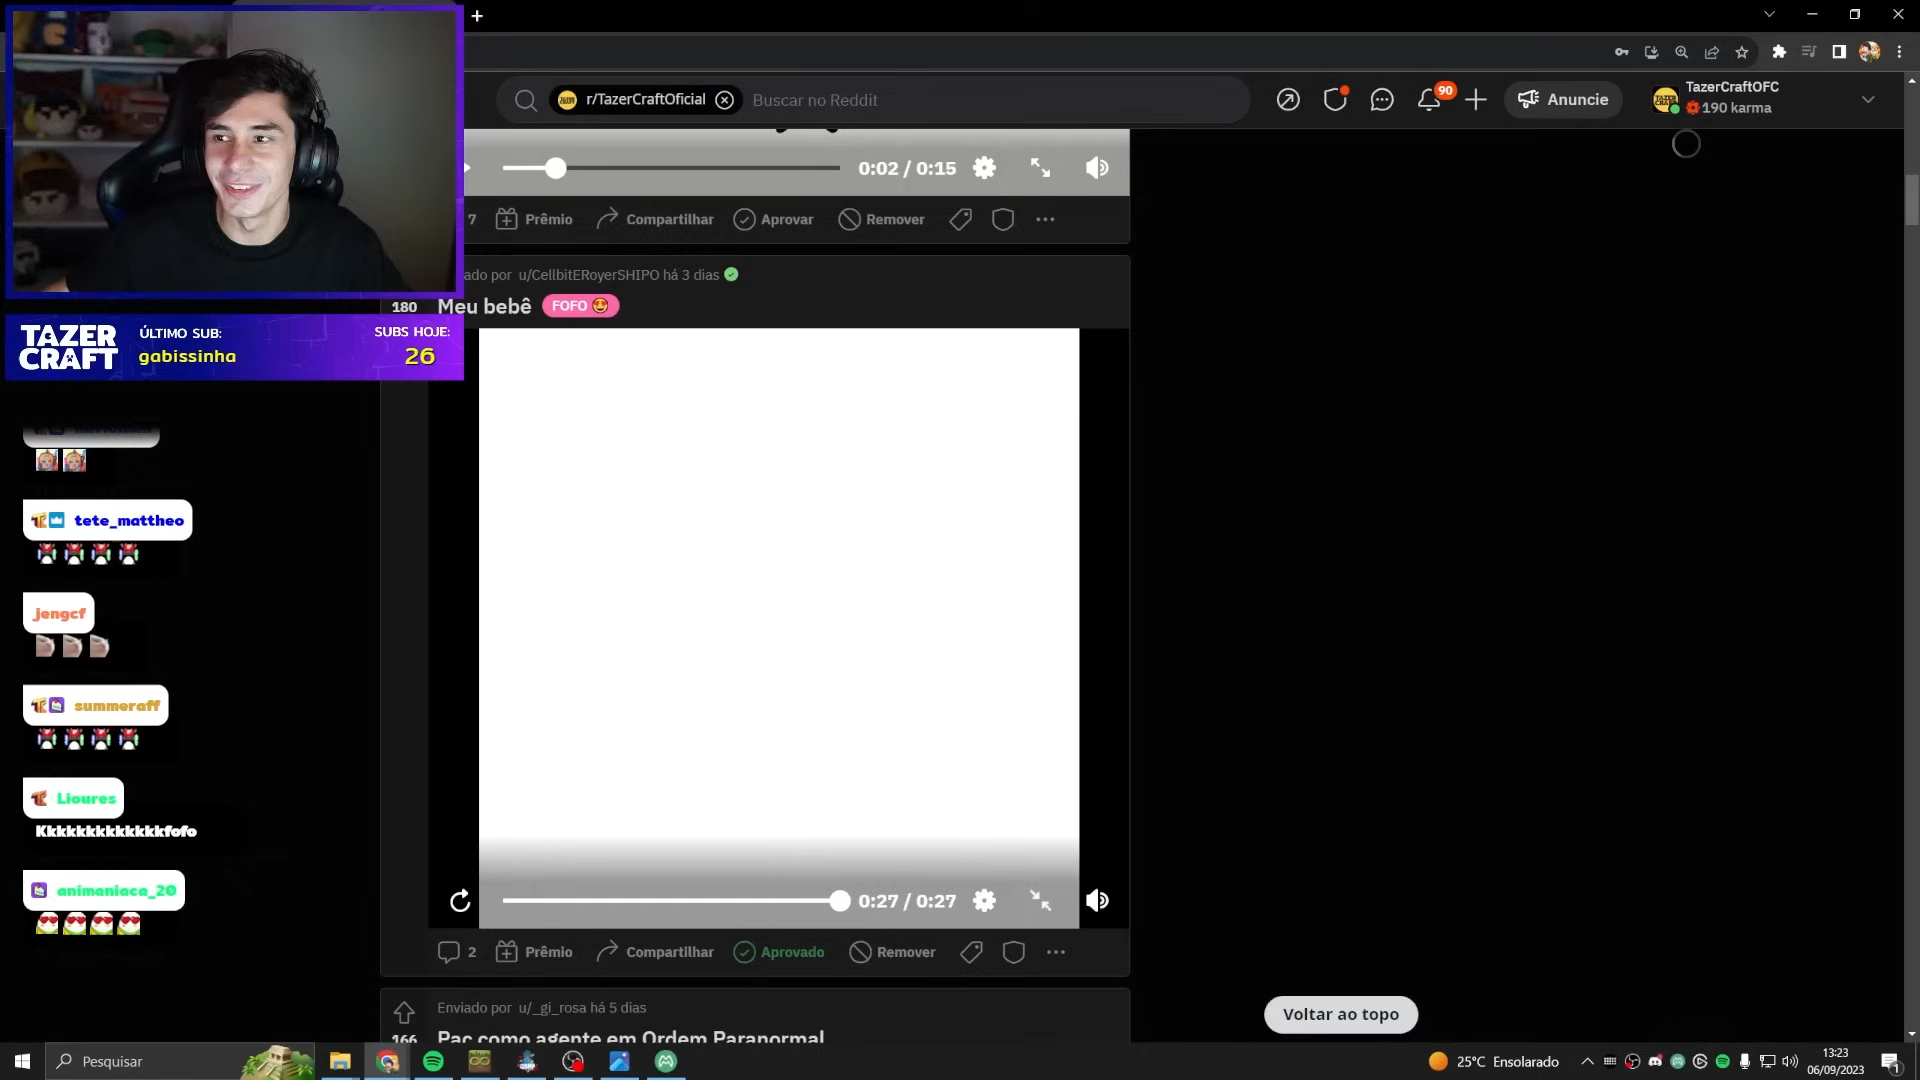 r/TazerCraftOficial
Buscar no Reddit
90
Anuncie
TazerCraftOFC
190 karma
0:02 / 0:15
7
Prêmio
Compartilhar
Aprovar
Remover
ado por u/CellbitERoyerSHIPO há 3 dias
180
Meu bebê
FOFO
TAZER
CRAFT
ÚLTIMO SUB:
gabissinha
SUBS HOJE:
26
tete_mattheo
jengcf
summeraff
Lioures
Kkkkkkkkkkkkkfofo
animaniaca_20
0:27 / 0:27
2
Prêmio
Compartilhar
Aprovado
Remover
Enviado por u/_gi_rosa há 5 dias
166
Pac como agente em Ordem Paranormal
Voltar ao topo
Pesquisar
25°C Ensolarado
13:23
06/09/2023
1